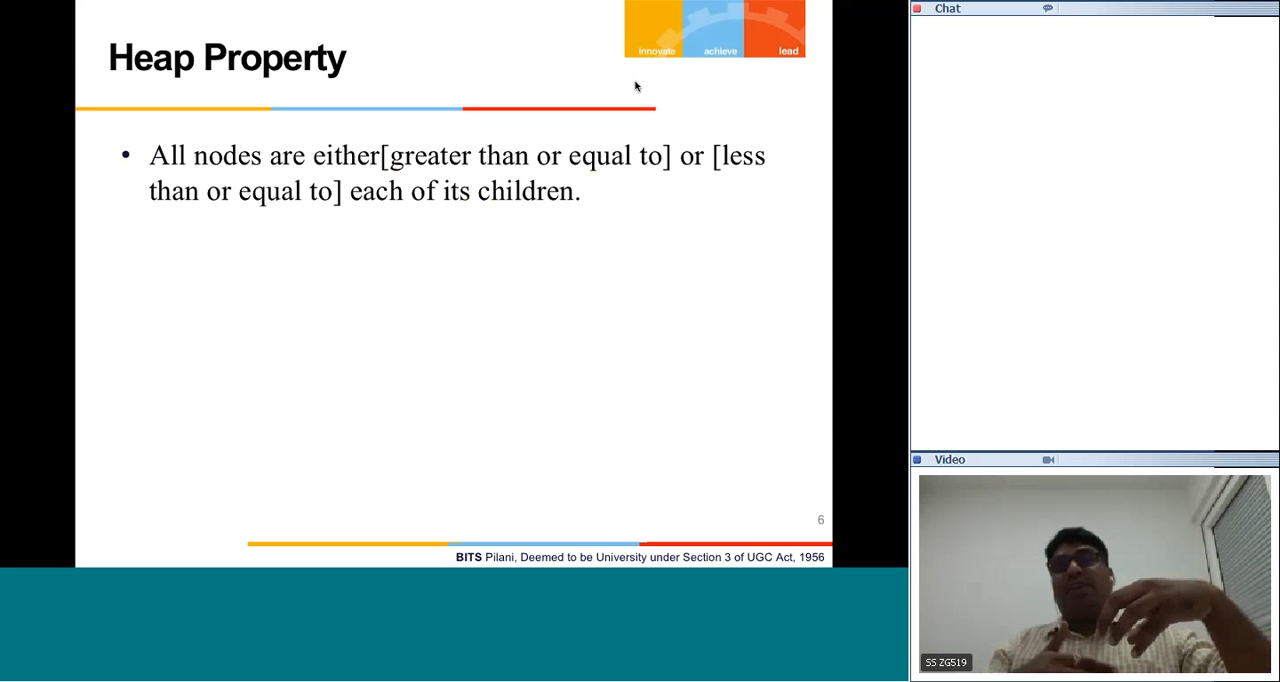 Heap Property
innovate achieve lead
• All nodes are either[greater than or equal to] or [less
than or equal to] each of its children.
6
BITS Pilani, Deemed to be University under Section 3 of UGC Act, 1956
Chat
Video
SS ZG519